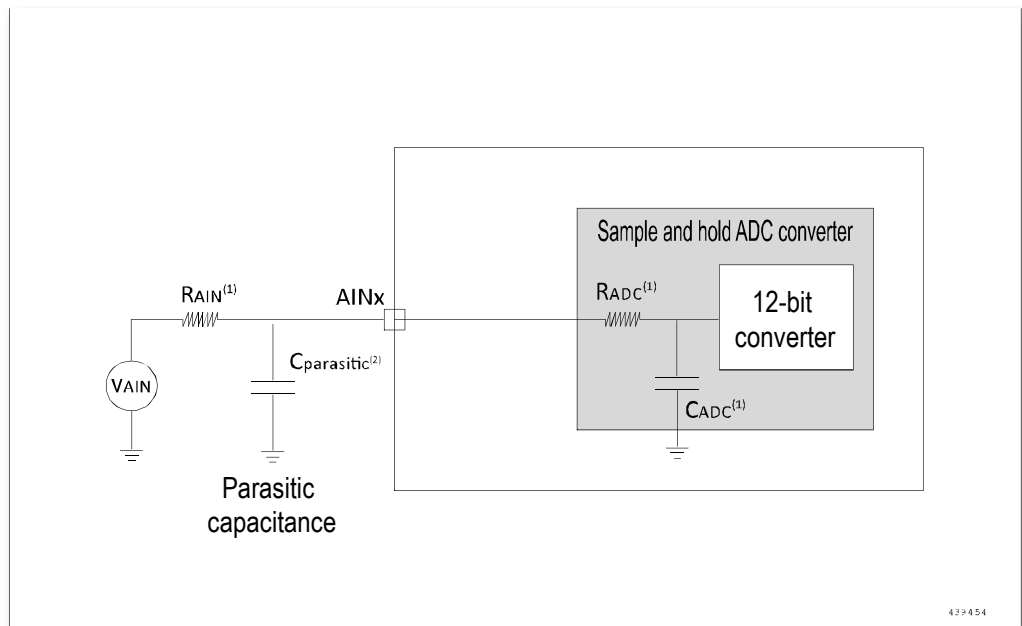 Sample and hold ADC converter
RAIN(1)
AINx
RADC(1)
12-bit
converter
Cparasitic(2)
VAIN
CADC(1)
Parasitic
capacitance
439454